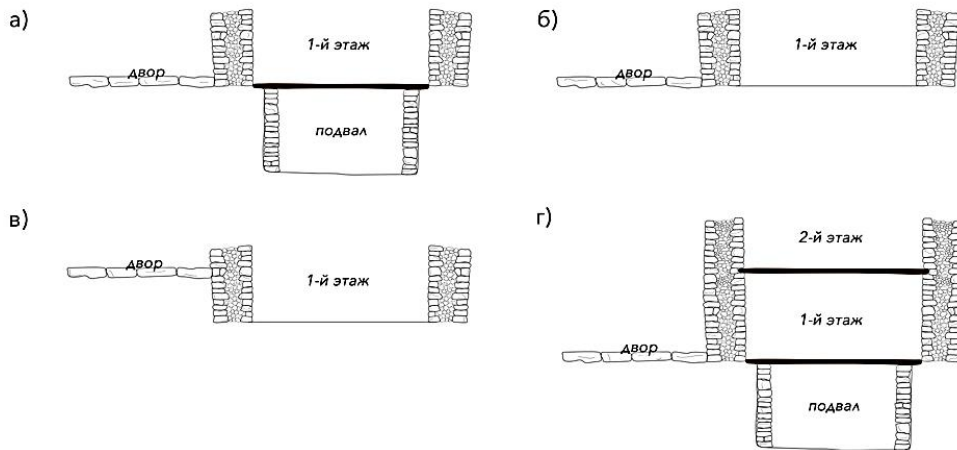 а)
1-й этаж
двор
подвал
б)
1-й этаж
двор
в)
двор
1-й этаж
г)
2-й этаж
1-й этаж
двор
подвал